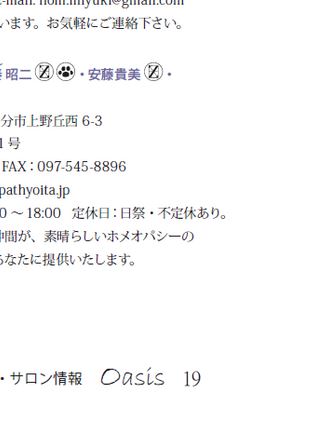 -mail: nom.miyuki@gmail.com
います。お気軽にご連絡下さい。
昭二 Z ・安藤貴美 Z ・
分市上野丘西 6-3
1 号
FAX：097-545-8896
pathyoita.jp
0 ～ 18:00 定休日：日祭・不定休あり。
仲間が、素晴らしいホメオパシーの
あなたに提供いたします。
・サロン情報 Oasis 19